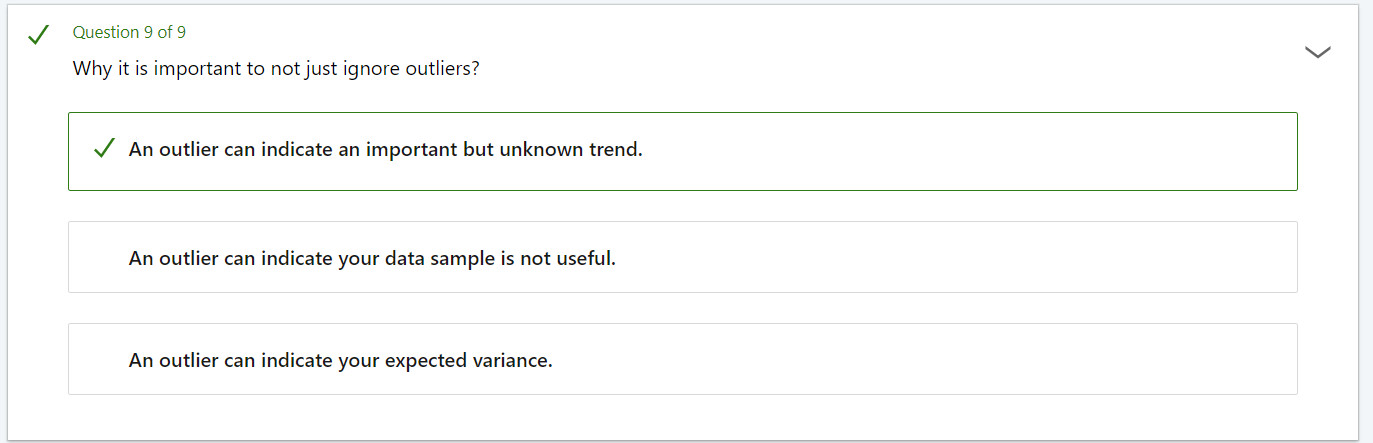 Question 9 of 9
Why it is important to not just ignore outliers?
An outlier can indicate an important but unknown trend.
An outlier can indicate your data sample is not useful.
An outlier can indicate your expected variance.